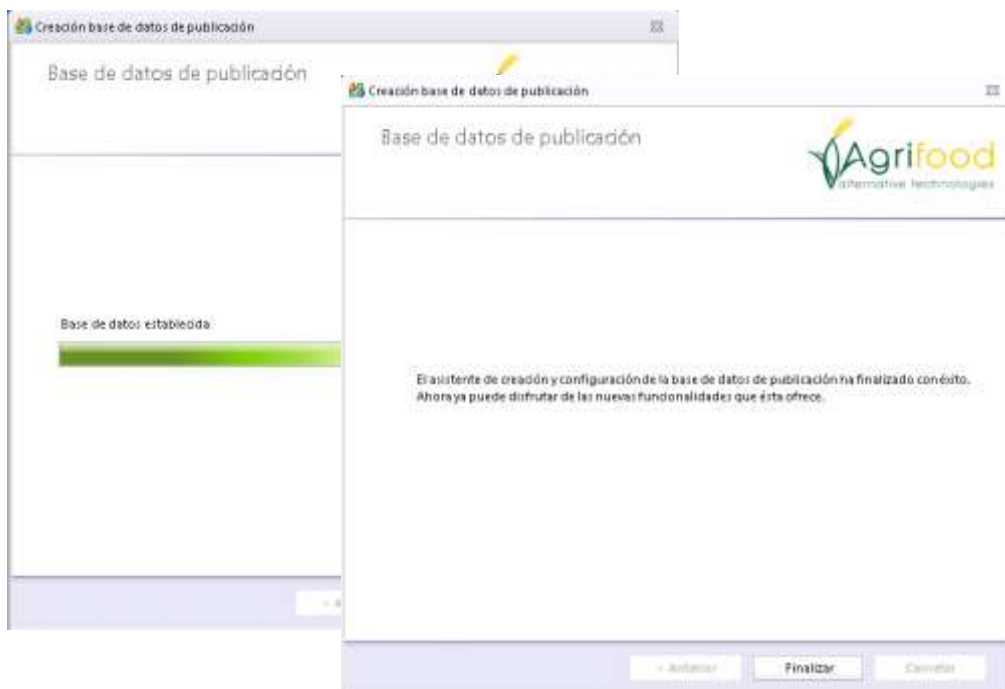 Creación base de datos de publicación
Base de datos de publicación
Base de datos establecida
Creación base de datos de publicación
Base de datos de publicación
Agrifood
alternative technologies
El asistente de creación y configuración de la base de datos de publicación ha finalizado con éxito.
Ahora ya puede disfrutar de las nuevas funcionalidades que ésta ofrece.
< Anterior
Finalizar
Cancelar